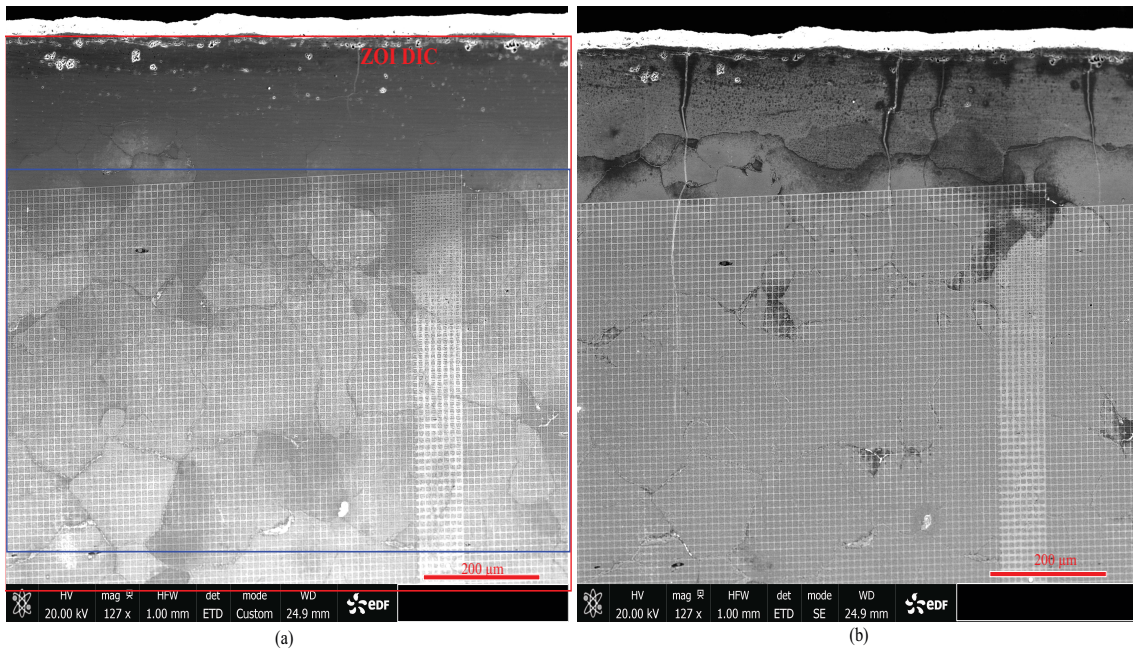 ZOI DIC
200 μm
HV mag HFW det mode WD
20.00 kV 127 x 1.00 mm ETD Custom 24.9 mm eDF
(a)
200 μm
HV mag HFW det mode WD
20.00 kV 127 x 1.00 mm ETD SE 24.9 mm eDF
(b)